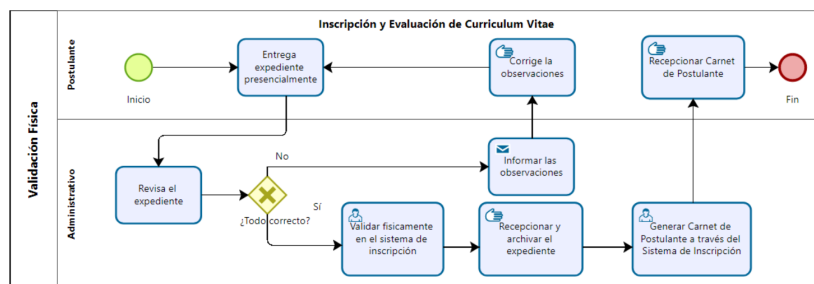 Inscripción y Evaluación de Curriculum Vitae
Validación Física
Postulante
Inicio
Entrega
expediente
presencialmente
Corrige la
observaciones
Recepcionar Carnet
de Postulante
Fin
Administrativo
Revisa el
expediente
¿Todo correcto?
No
Sí
Informar las
observaciones
Validar fisicamente
en el sistema de
inscripción
Recepcionar y
archivar el
expediente
Generar Carnet de
Postulante a través del
Sistema de Inscripción